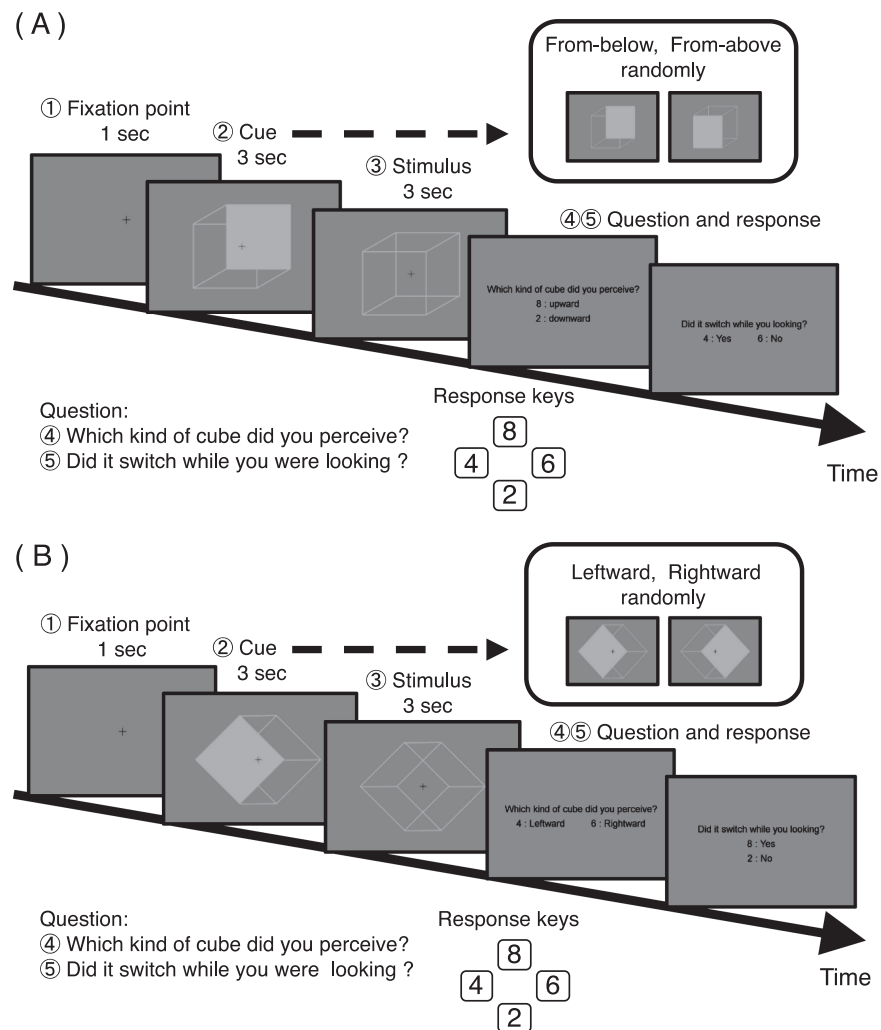 ( A )
From-below, From-above
randomly
① Fixation point
1 sec
② Cue
3 sec
③ Stimulus
3 sec
④⑤ Question and response
Which kind of cube did you perceive?
8 : upward
2 : downward
Did it switch while you looking?
4 : Yes 6 : No
Question:
④ Which kind of cube did you perceive?
⑤ Did it switch while you were looking ?
Response keys
8
4 6
2
Time
( B )
Leftward, Rightward
randomly
① Fixation point
1 sec
② Cue
3 sec
③ Stimulus
3 sec
④⑤ Question and response
Which kind of cube did you perceive?
4 : Leftward 6 : Rightward
Did it switch while you looking?
8 : Yes
2 : No
Question:
④ Which kind of cube did you perceive?
⑤ Did it switch while you were looking ?
Response keys
8
4 6
2
Time